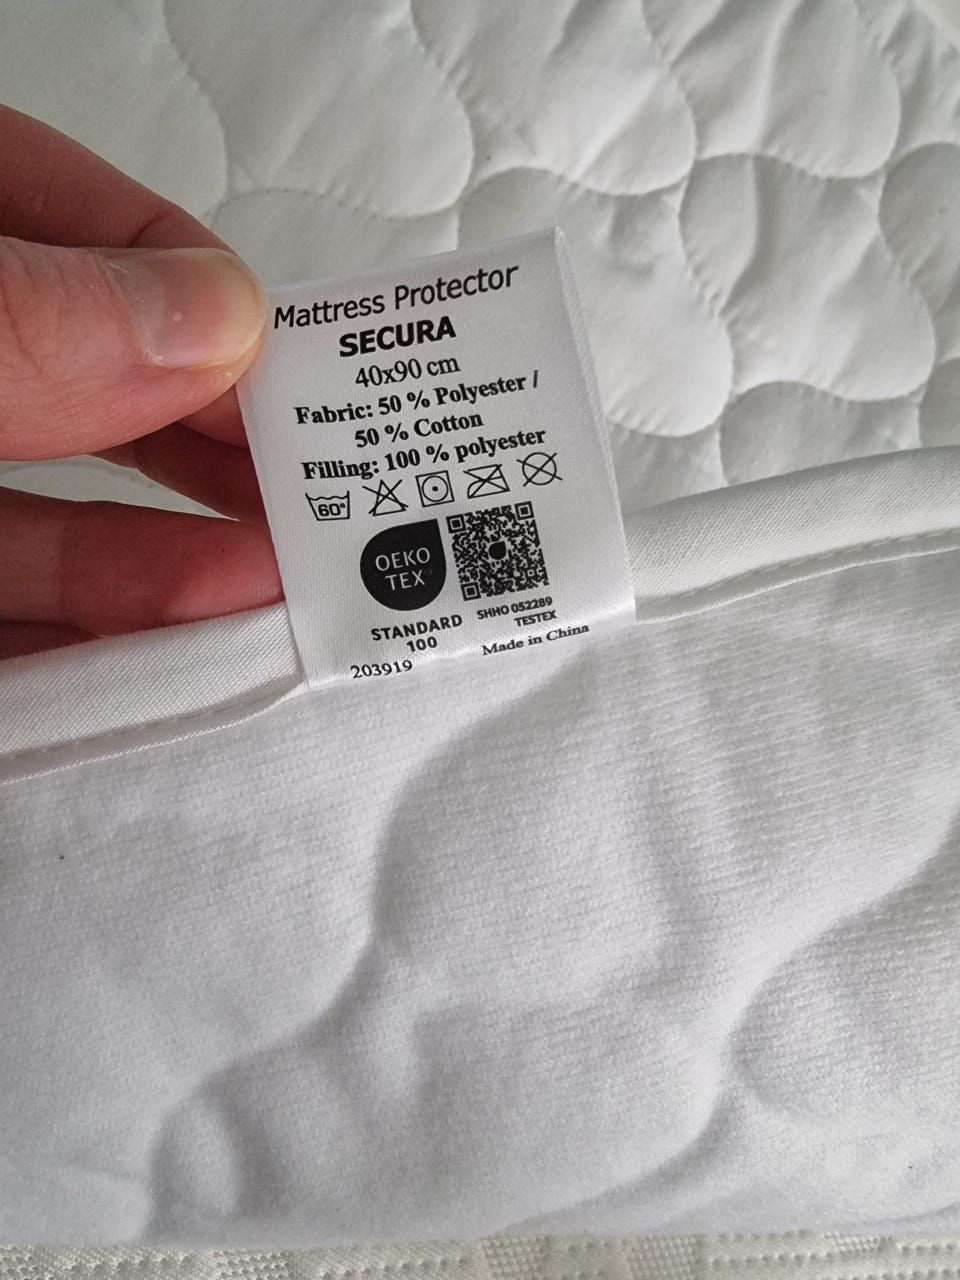 Mattress Protector
SECURA
40x90 cm
Fabric: 50 % Polyester /
50 % Cotton
Filling: 100 % polyester
60°
OEKO
TEX
STANDARD
100
SHHO 052289
TESTEX
203919
Made in China